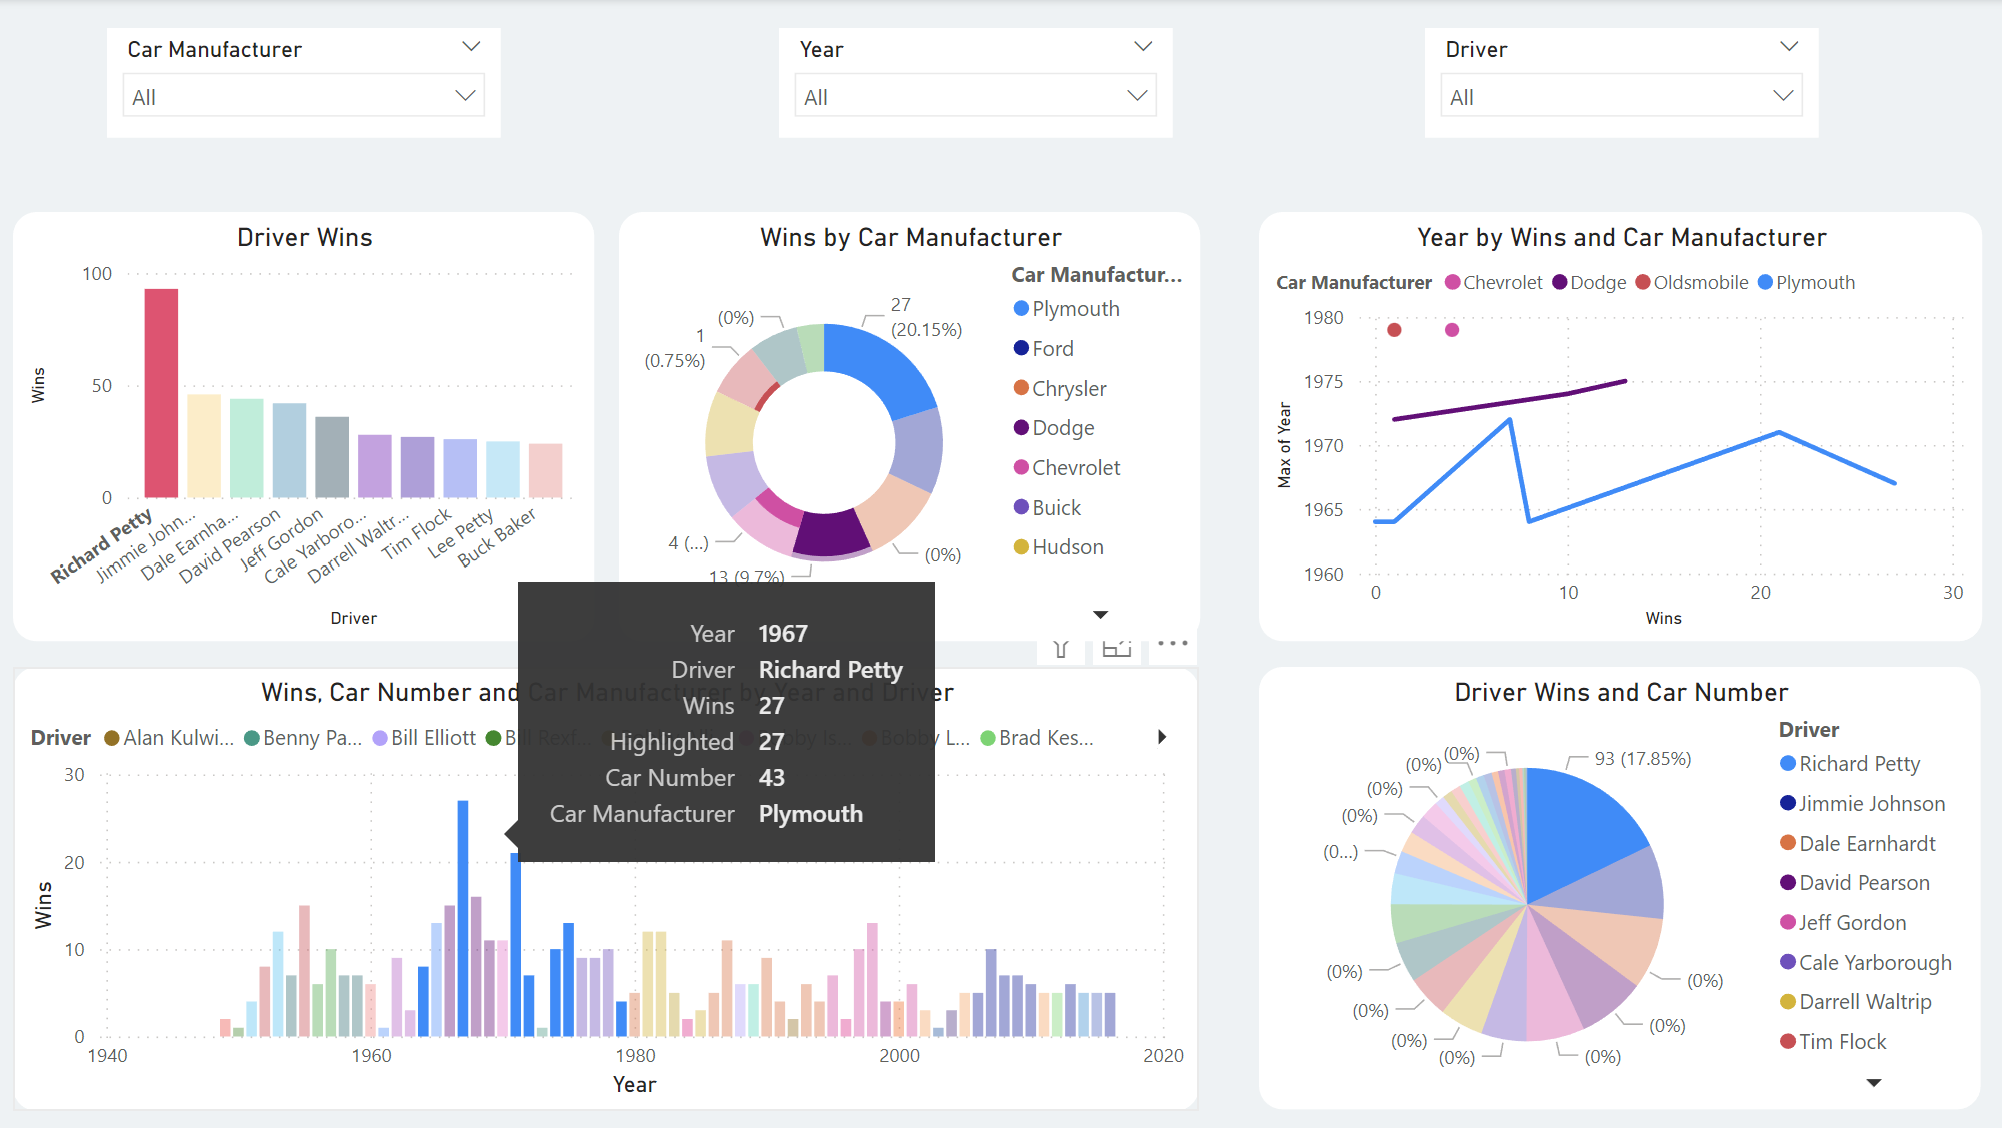 Car Manufacturer
All
Year
All
Driver
All
Driver Wins
100
50
0
Wins
Richard Petty
Jimmie John...
Dale Earnha...
David Pearson
Jeff Gordon
Cale Yarboro...
Darrell Waltr...
Tim Flock
Lee Petty
Buck Baker
Driver
Wins by Car Manufacturer
27
(20.15%)
(0%)
1
(0.75%)
4 (...)
13 (9.7%)
(0%)
Car Manufactur...
Plymouth
Ford
Chrysler
Dodge
Chevrolet
Buick
Hudson
Year by Wins and Car Manufacturer
Car Manufacturer Chevrolet Dodge Oldsmobile Plymouth
1980
1975
1970
1965
1960
Max of Year
0 10 20 30
Wins
Year 1967
Driver Richard Petty
Wins 27
Highlighted 27
Car Number 43
Car Manufacturer Plymouth
Wins, Car Number and Car Manufacturer by Year and Driver
Driver Alan Kulwi... Benny Pa... Bill Elliott Bill Rexf... Bobby Is... Bobby L... Brad Kes...
30
20
10
0
Wins
1940 1960 1980 2000 2020
Year
Driver Wins and Car Number
93 (17.85%)
(0%)
(0%)
(0%)
(0%)
(0...)
(0%)
(0%)
(0%)
(0%)
(0%)
(0%)
(0%)
Driver
Richard Petty
Jimmie Johnson
Dale Earnhardt
David Pearson
Jeff Gordon
Cale Yarborough
Darrell Waltrip
Tim Flock